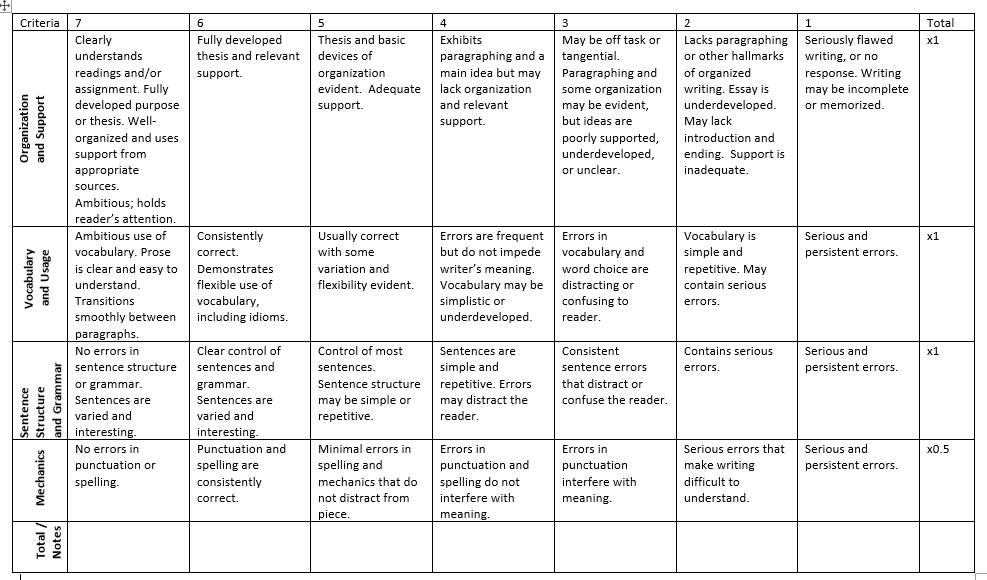 Criteria 7 6 5 4 3 2 1 Total
Organization
and Support
Clearly
understands
readings and/or
assignment. Fully
developed purpose
or thesis. Well-
organized and uses
support from
appropriate
sources.
Ambitious; holds
reader's attention.
Fully developed
thesis and relevant
support.
Thesis and basic
devices of
organization
evident.  Adequate
support.
Exhibits
paragraphing and a
main idea but may
lack organization
and relevant
support.
May be off task or
tangential.
Paragraphing and
some organization
may be evident,
but ideas are
poorly supported,
underdeveloped,
or unclear.
Lacks paragraphing
or other hallmarks
of organized
writing. Essay is
underdeveloped.
May lack
introduction and
ending.  Support is
inadequate.
Seriously flawed
writing, or no
response. Writing
may be incomplete
or memorized.
x1
Vocabulary
and Usage
Ambitious use of
vocabulary. Prose
is clear and easy to
understand.
Transitions
smoothly between
paragraphs.
Consistently
correct.
Demonstrates
flexible use of
vocabulary,
including idioms.
Usually correct
with some
variation and
flexibility evident.
Errors are frequent
but do not impede
writer's meaning.
Vocabulary may be
simplistic or
underdeveloped.
Errors in
vocabulary and
word choice are
distracting or
confusing to
reader.
Vocabulary is
simple and
repetitive. May
contain serious
errors.
Serious and
persistent errors.
x1
Sentence
Structure
and Grammar
No errors in
sentence structure
or grammar.
Sentences are
varied and
interesting.
Clear control of
sentences and
grammar.
Sentences are
varied and
interesting.
Control of most
sentences.
Sentence structure
may be simple or
repetitive.
Sentences are
simple and
repetitive. Errors
may distract the
reader.
Consistent
sentence errors
that distract or
confuse the reader.
Contains serious
errors.
Serious and
persistent errors.
x1
Mechanics
No errors in
punctuation or
spelling.
Punctuation and
spelling are
consistently
correct.
Minimal errors in
spelling and
mechanics that do
not distract from
piece.
Errors in
punctuation and
spelling do not
interfere with
meaning.
Errors in
punctuation
interfere with
meaning.
Serious errors that
make writing
difficult to
understand.
Serious and
persistent errors.
x0.5
Total /
Notes